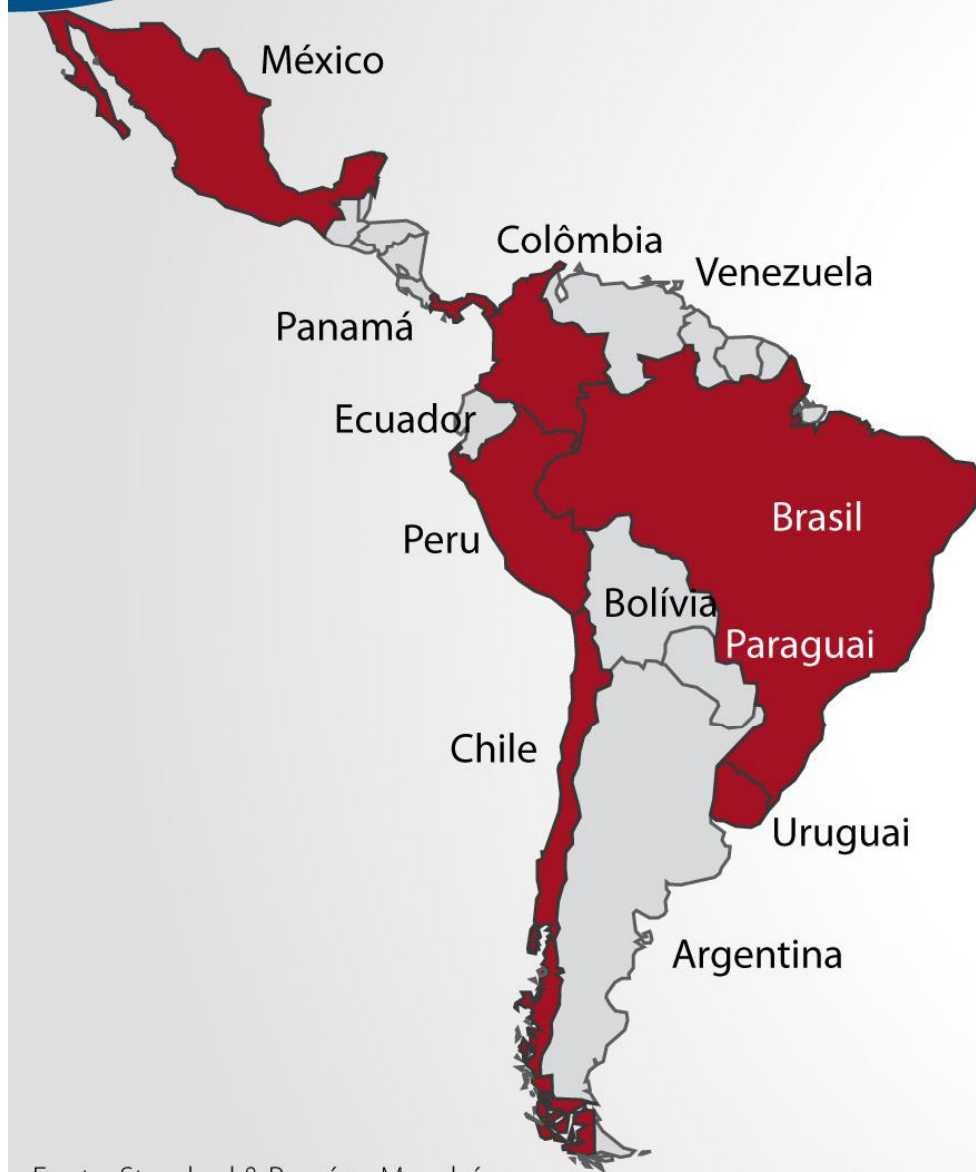 México
Colômbia
Venezuela
Panamá
Ecuador
Brasil
Peru
Bolívia
Paraguai
Chile
Uruguai
Argentina